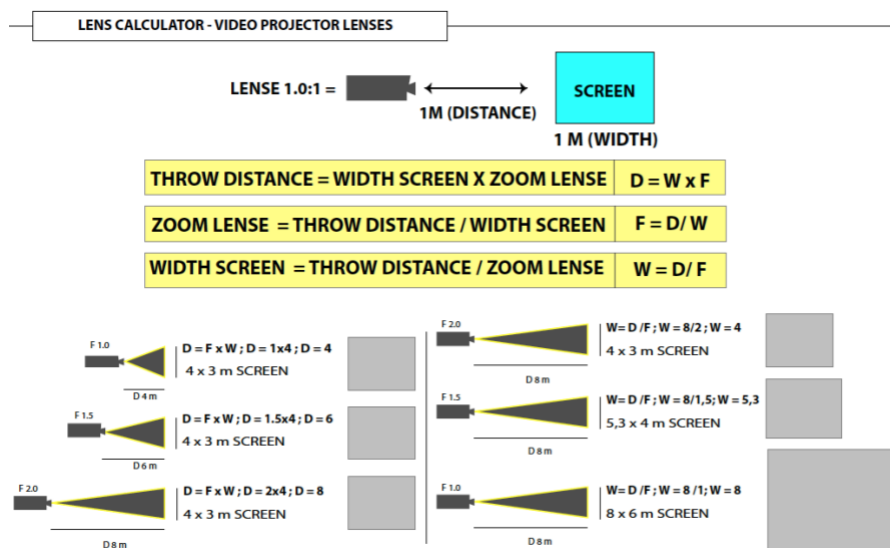 LENS CALCULATOR - VIDEO PROJECTOR LENSES
LENSE 1.0:1 =
1M (DISTANCE)
SCREEN
1 M (WIDTH)
THROW DISTANCE = WIDTH SCREEN X ZOOM LENSE D = W x F
ZOOM LENSE = THROW DISTANCE / WIDTH SCREEN F = D/ W
WIDTH SCREEN = THROW DISTANCE / ZOOM LENSE W = D/ F
F 1.0
D = F x W ; D = 1x4 ; D = 4
4 x 3 m SCREEN
D 4 m
F 1.5
D = F x W ; D = 1.5x4 ; D = 6
4 x 3 m SCREEN
D 6 m
F 2.0
D = F x W ; D = 2x4 ; D = 8
4 x 3 m SCREEN
D 8 m
F 2.0
W= D /F ; W = 8/2 ; W = 4
4 x 3 m SCREEN
D 8 m
F 1.5
W= D /F ; W = 8/1,5; W = 5,3
5,3 x 4 m SCREEN
D 8 m
F 1.0
W= D /F ; W = 8 /1; W = 8
8 x 6 m SCREEN
D 8 m